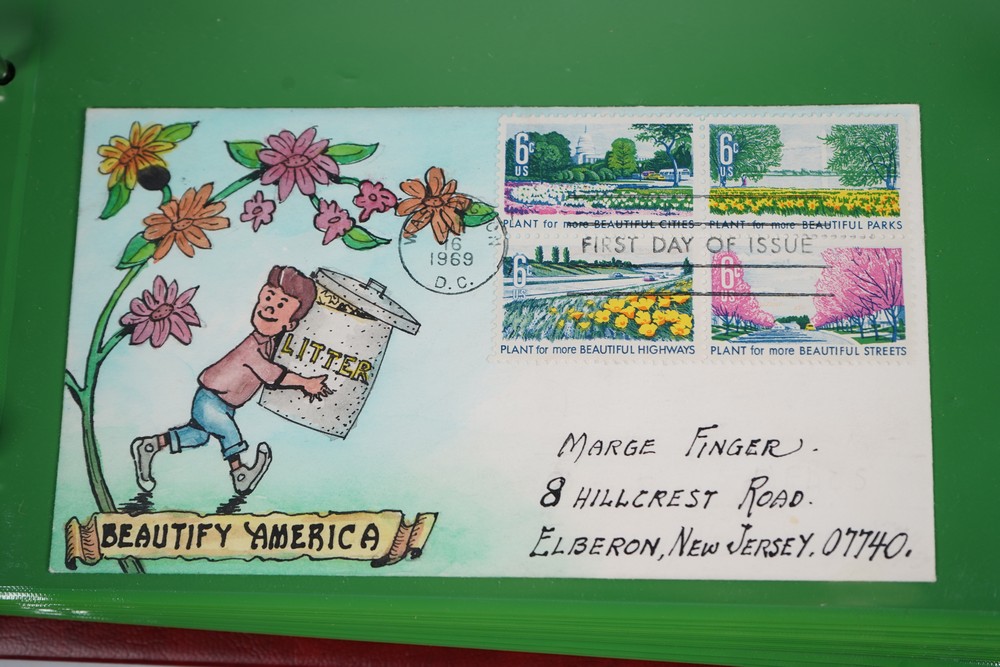 6c
US
PLANT for more BEAUTIFUL CITIES
6c
US
PLANT for more BEAUTIFUL PARKS
16
1969
D.C.
FIRST DAY OF ISSUE
6c
US
PLANT for more BEAUTIFUL HIGHWAYS
6c
US
PLANT for more BEAUTIFUL STREETS
LITTER
MARGE FINGER.
8 HILLCREST ROAD.
ELBERON, NEW JERSEY. 07740.
BEAUTIFY AMERICA